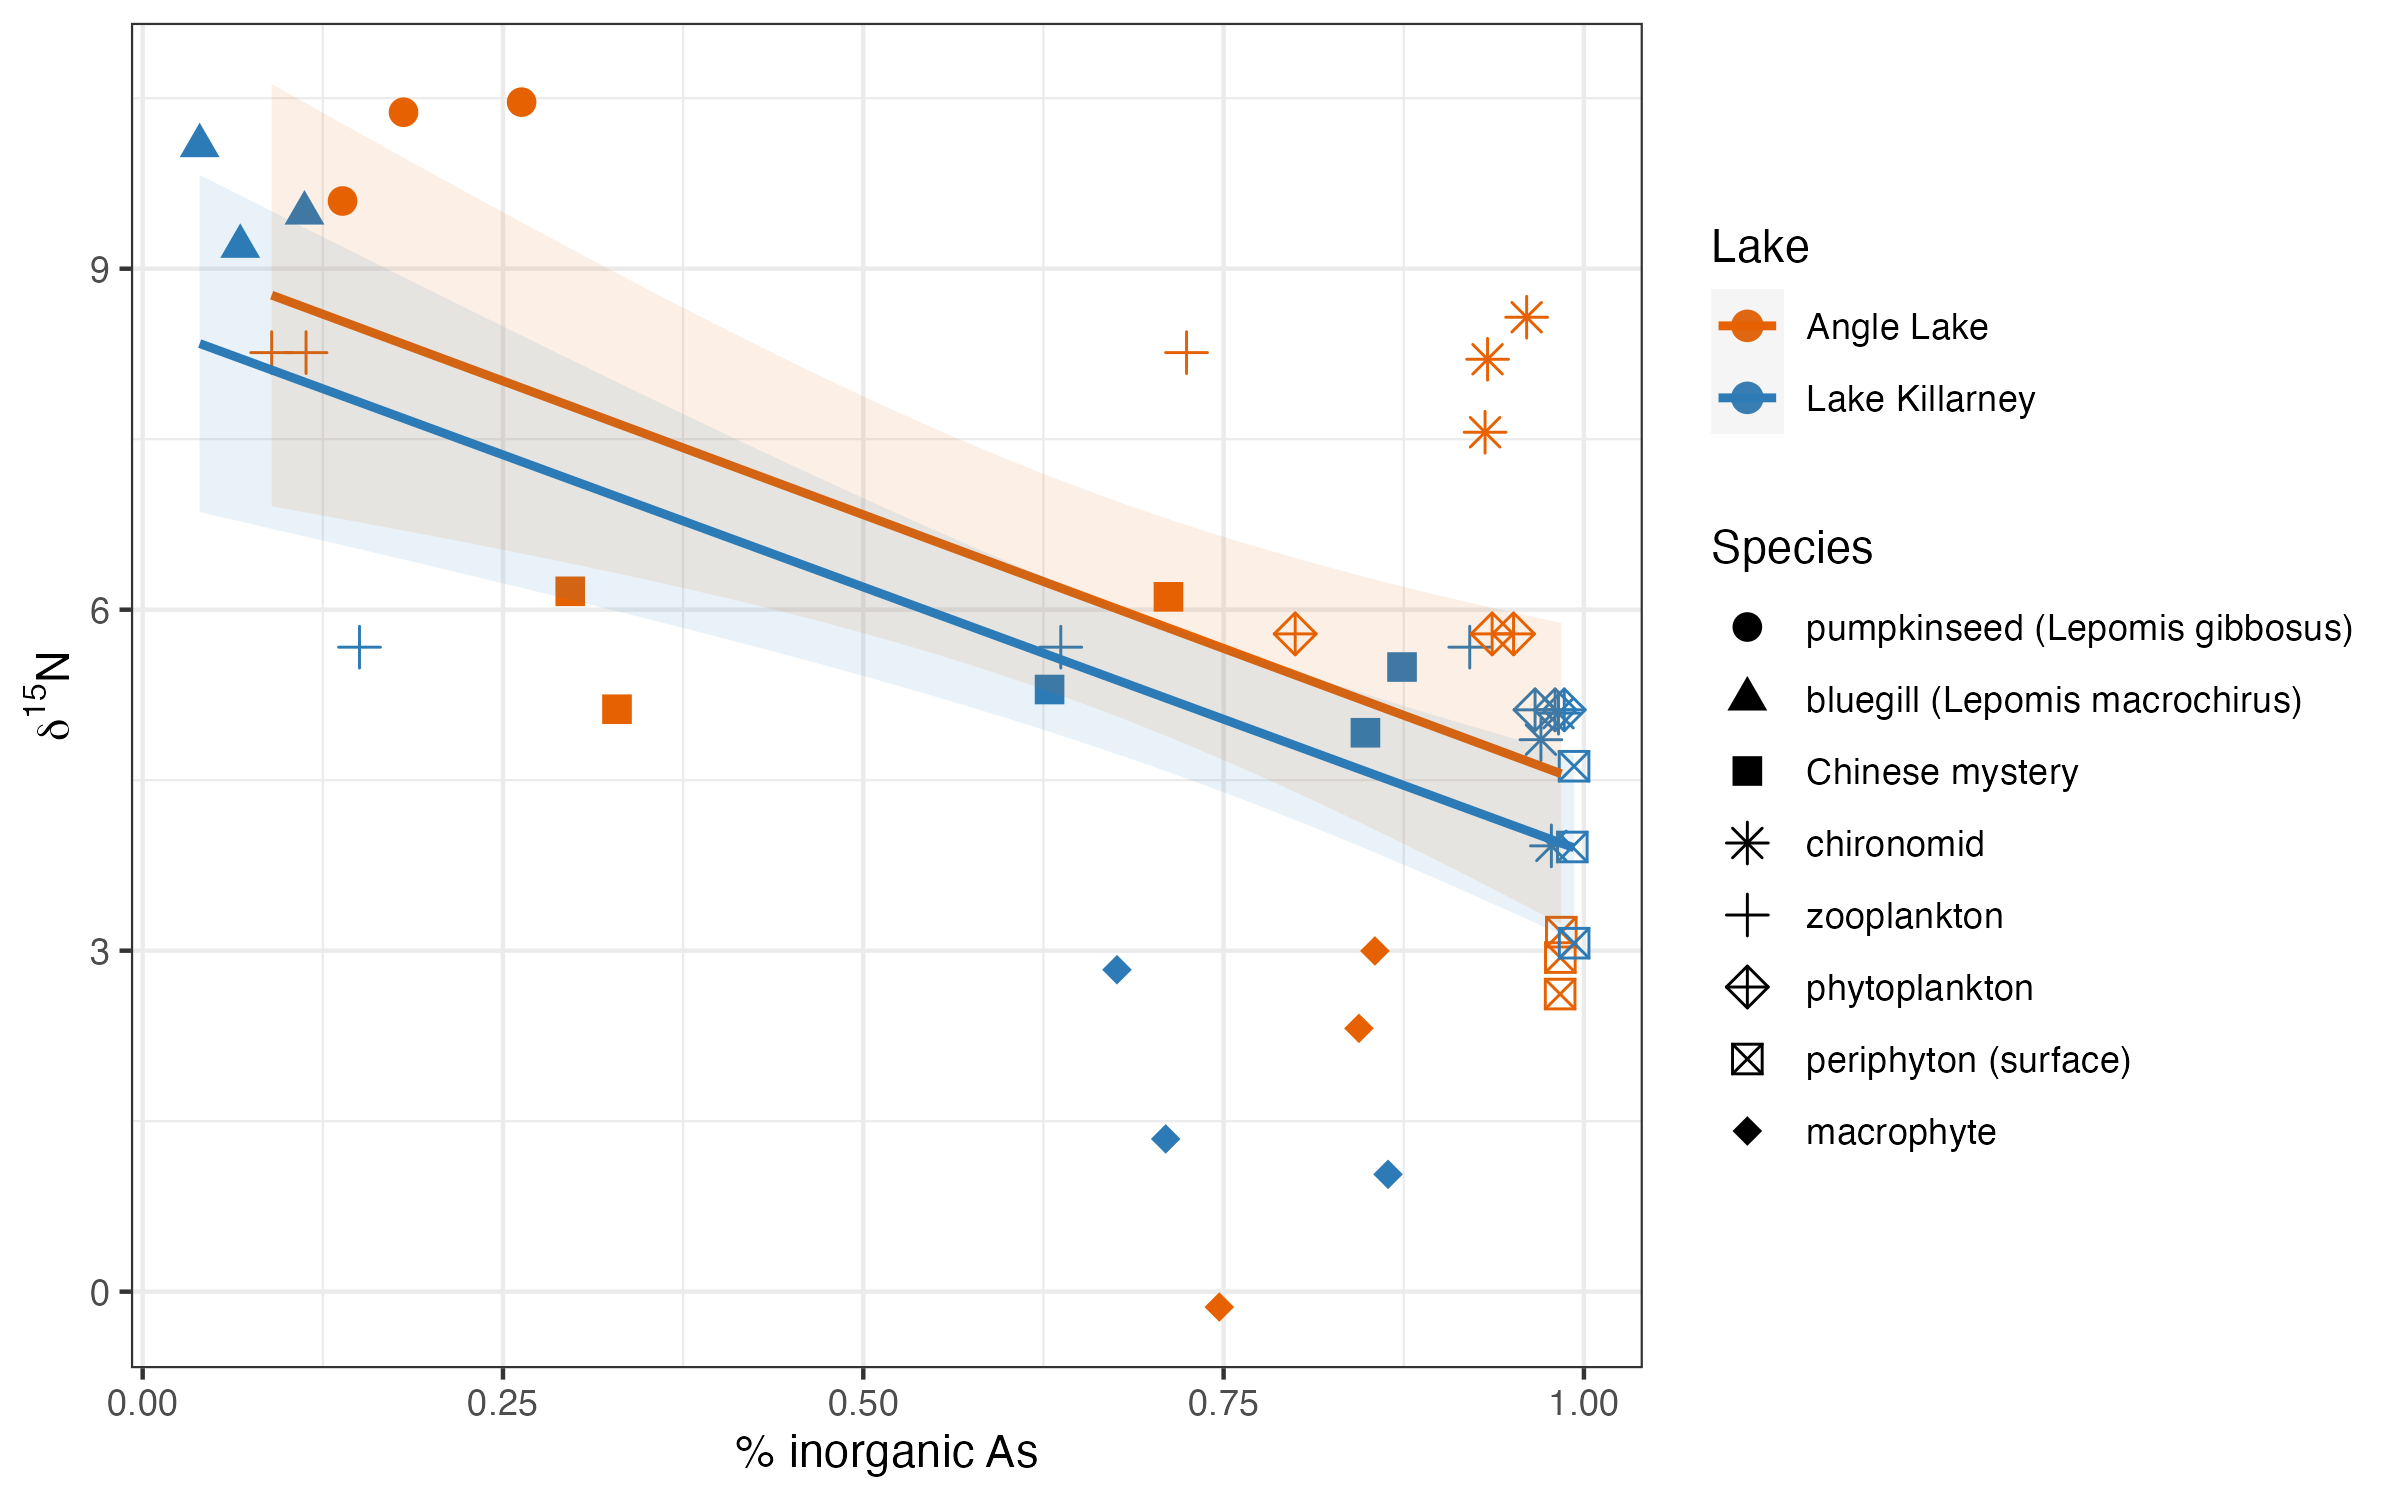 δ¹⁵N
9
6
3
0
0.00 0.25 0.50 0.75 1.00
% inorganic As
Lake
Angle Lake
Lake Killarney
Species
pumpkinseed (Lepomis gibbosus)
bluegill (Lepomis macrochirus)
Chinese mystery
chironomid
zooplankton
phytoplankton
periphyton (surface)
macrophyte